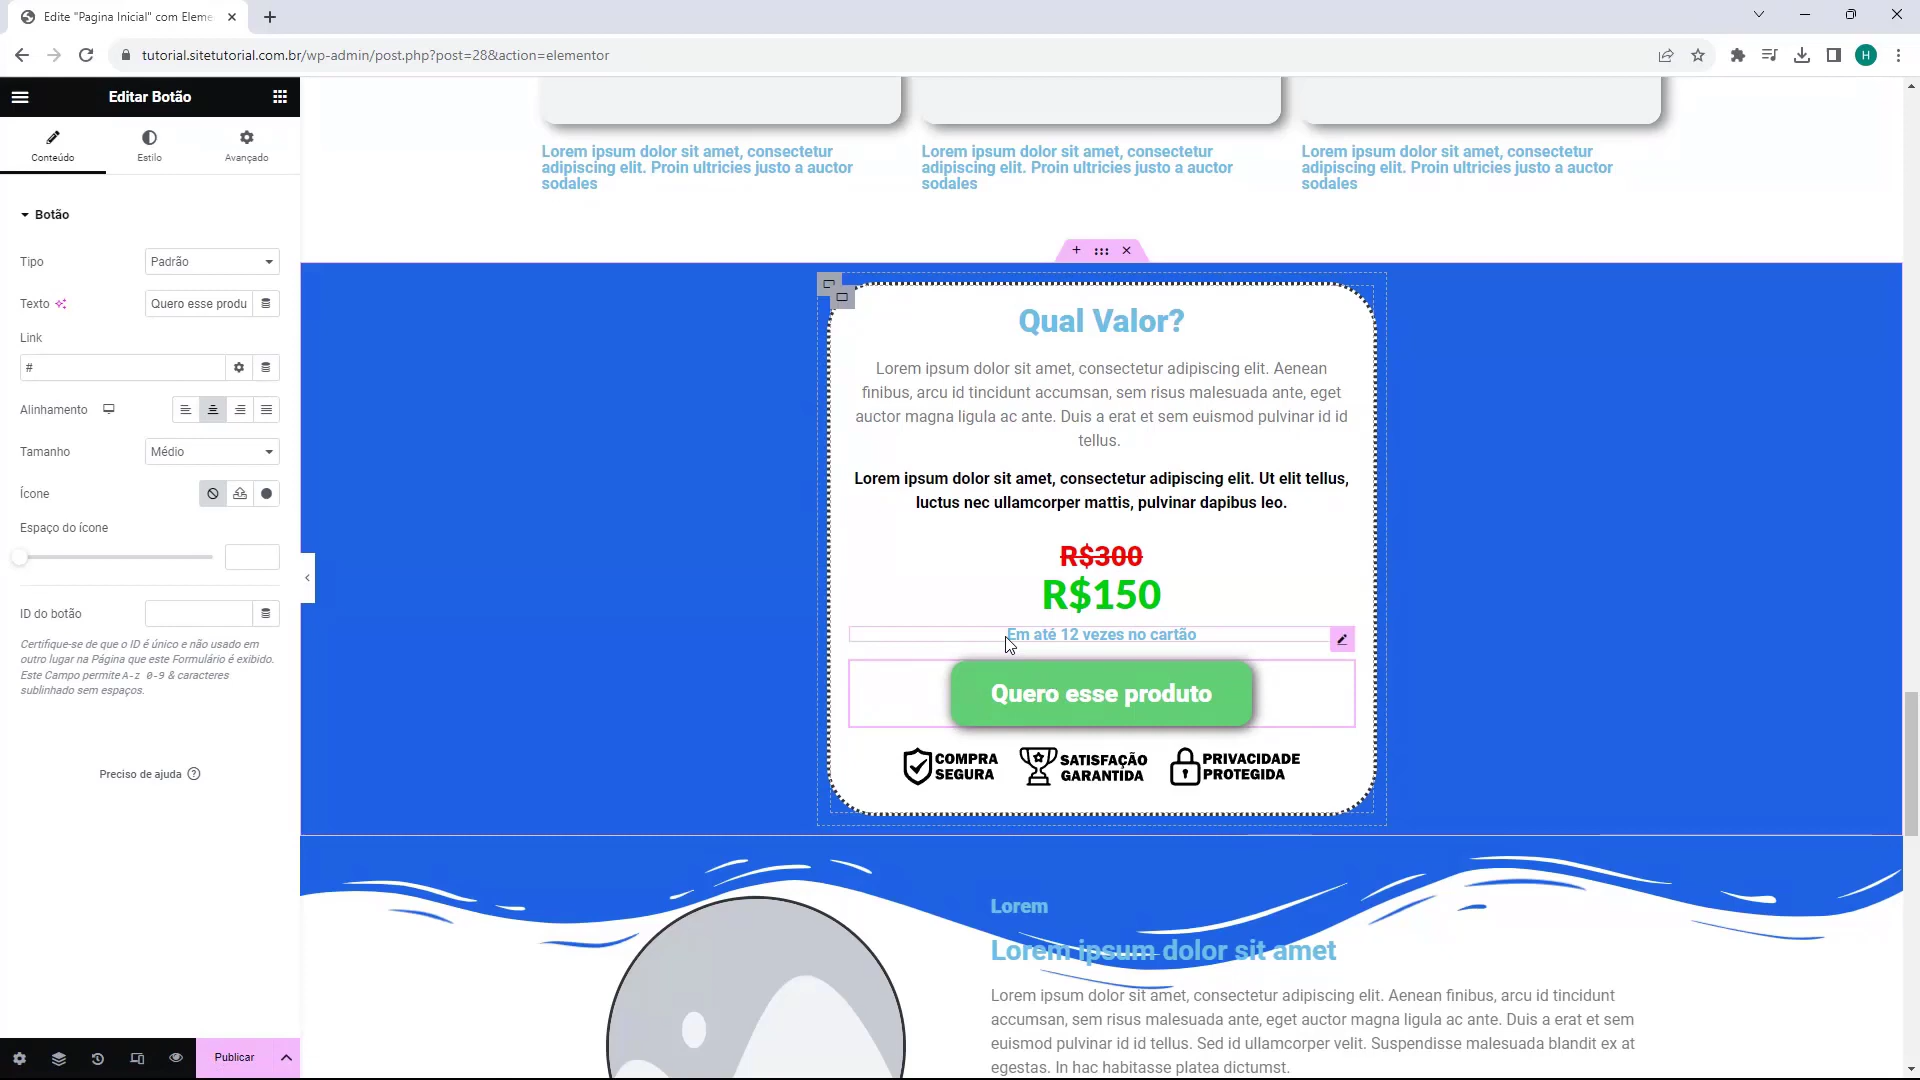 Edite "Pagina Inicial" com Eleme
tutorial.sitetutorial.com.br/wp-admin/post.php?post=28&action=elementor
H
Editar Botão
Conteúdo
Estilo
Avançado
Botão
Tipo
Padrão
Texto
Quero esse produ
Link
#
Alinhamento
Tamanho
Médio
Ícone
Espaço do ícone
ID do botão
Certifique-se de que o ID é único e não usado em
outro lugar na Página que este Formulário é exibido.
Este Campo permite A-z 0-9 & caracteres
sublinhado sem espaços.
Preciso de ajuda
Publicar
Lorem ipsum dolor sit amet, consectetur
adipiscing elit. Proin ultricies justo a auctor
sodales
Lorem ipsum dolor sit amet, consectetur
adipiscing elit. Proin ultricies justo a auctor
sodales
Lorem ipsum dolor sit amet, consectetur
adipiscing elit. Proin ultricies justo a auctor
sodales
Qual Valor?
Lorem ipsum dolor sit amet, consectetur adipiscing elit. Aenean
finibus, arcu id tincidunt accumsan, sem risus malesuada ante, eget
auctor magna ligula ac ante. Duis a erat et sem euismod pulvinar id id
tellus.
Lorem ipsum dolor sit amet, consectetur adipiscing elit. Ut elit tellus,
luctus nec ullamcorper mattis, pulvinar dapibus leo.
R$300
R$150
Em até 12 vezes no cartão
Quero esse produto
COMPRA
SEGURA
SATISFAÇÃO
GARANTIDA
PRIVACIDADE
PROTEGIDA
Lorem
Lorem ipsum dolor sit amet
Lorem ipsum dolor sit amet, consectetur adipiscing elit. Aenean finibus, arcu id tincidunt
accumsan, sem risus malesuada ante, eget auctor magna ligula ac ante. Duis a erat et sem
euismod pulvinar id id tellus. Sed id ullamcorper velit. Suspendisse malesuada blandit ex at
egestas. In hac habitasse platea dictumst.